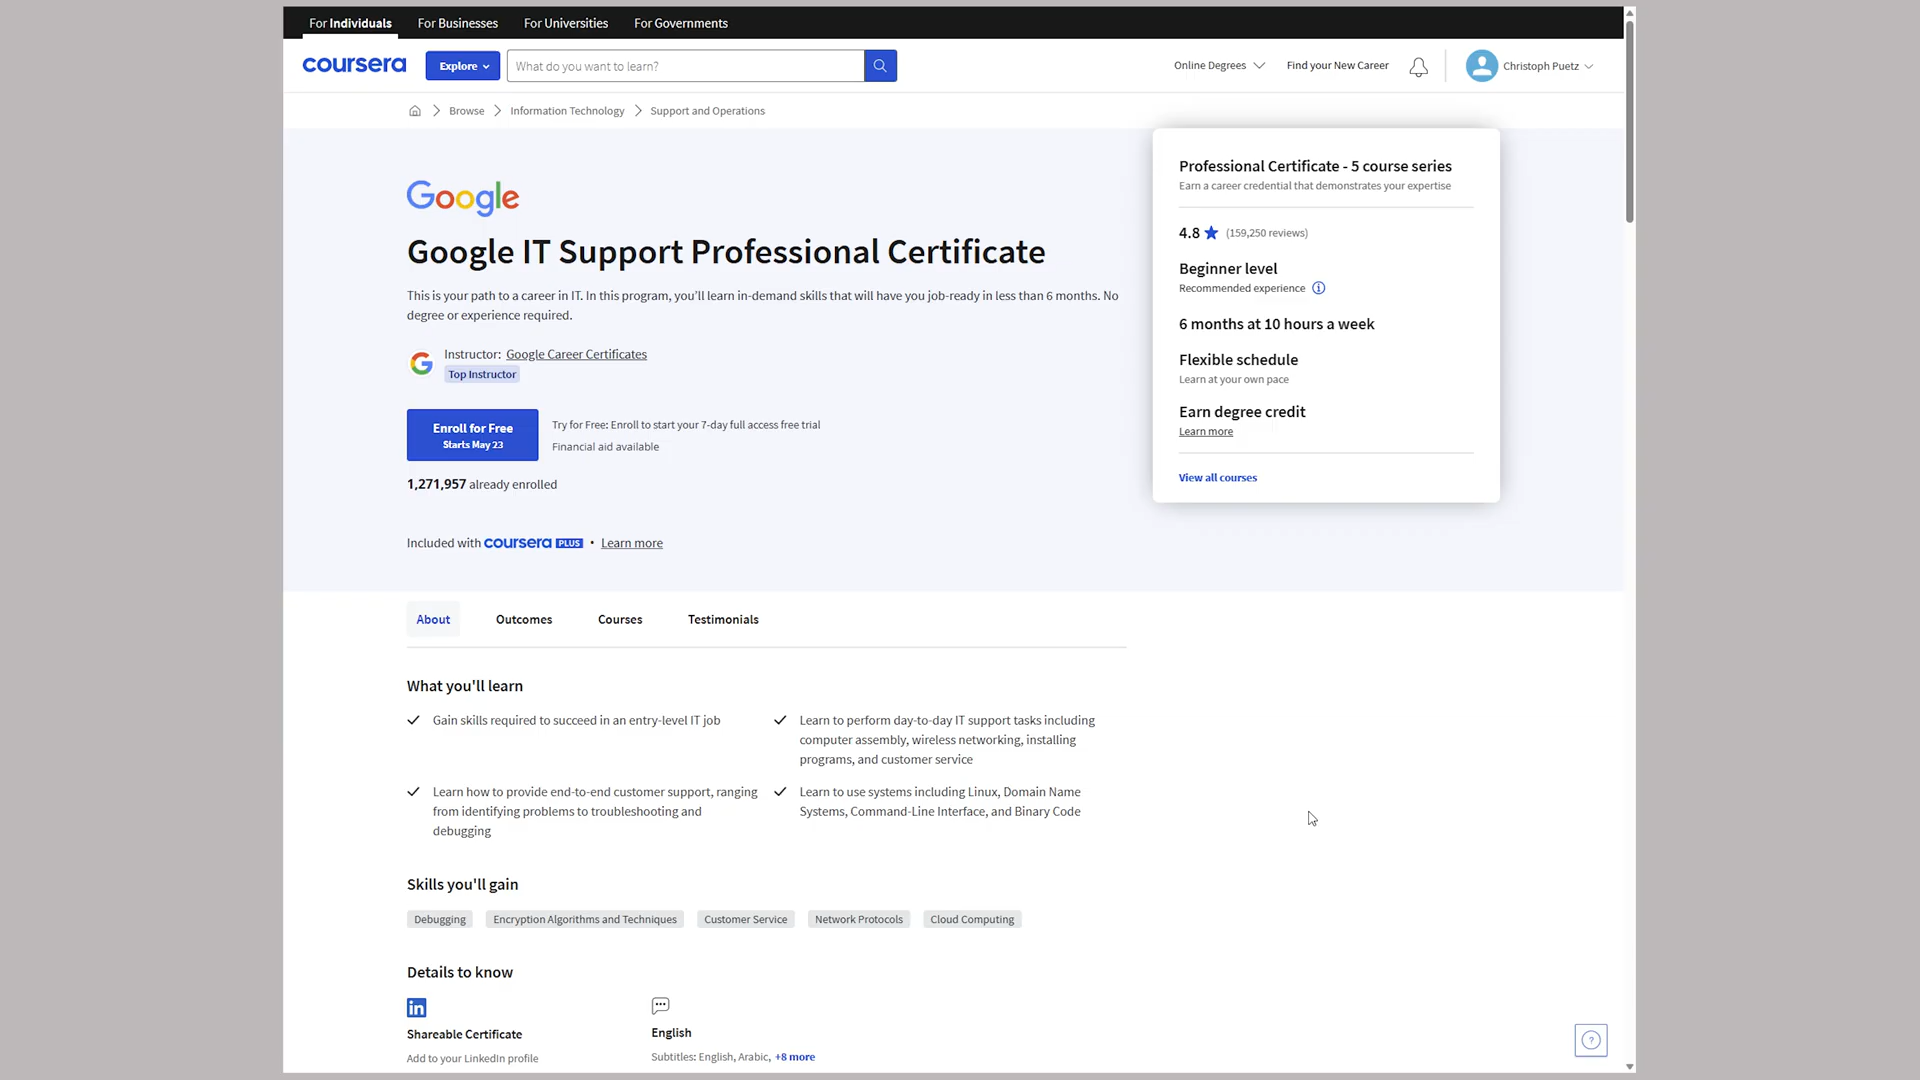 For Individuals
For Businesses
For Universities
For Governments
coursera
Explore
What do you want to learn?
Online Degrees
Find your New Career
Christoph Puetz
Browse
Information Technology
Support and Operations
Google
Google IT Support Professional Certificate
This is your path to a career in IT. In this program, you'll learn in-demand skills that will have you job-ready in less than 6 months. No
degree or experience required.
Instructor: Google Career Certificates
Top Instructor
Enroll for Free
Starts May 23
Try for Free: Enroll to start your 7-day full access free trial
Financial aid available
1,271,957 already enrolled
Included with coursera PLUS • Learn more
Professional Certificate - 5 course series
Earn a career credential that demonstrates your expertise
4.8 ★ (159,250 reviews)
Beginner level
Recommended experience
6 months at 10 hours a week
Flexible schedule
Learn at your own pace
Earn degree credit
Learn more
View all courses
About
Outcomes
Courses
Testimonials
What you'll learn
Gain skills required to succeed in an entry-level IT job
Learn to perform day-to-day IT support tasks including
computer assembly, wireless networking, installing
programs, and customer service
Learn how to provide end-to-end customer support, ranging
from identifying problems to troubleshooting and
debugging
Learn to use systems including Linux, Domain Name
Systems, Command-Line Interface, and Binary Code
Skills you'll gain
Debugging
Encryption Algorithms and Techniques
Customer Service
Network Protocols
Cloud Computing
Details to know
in
Shareable Certificate
Add to your LinkedIn profile
English
Subtitles: English, Arabic, +8 more
?